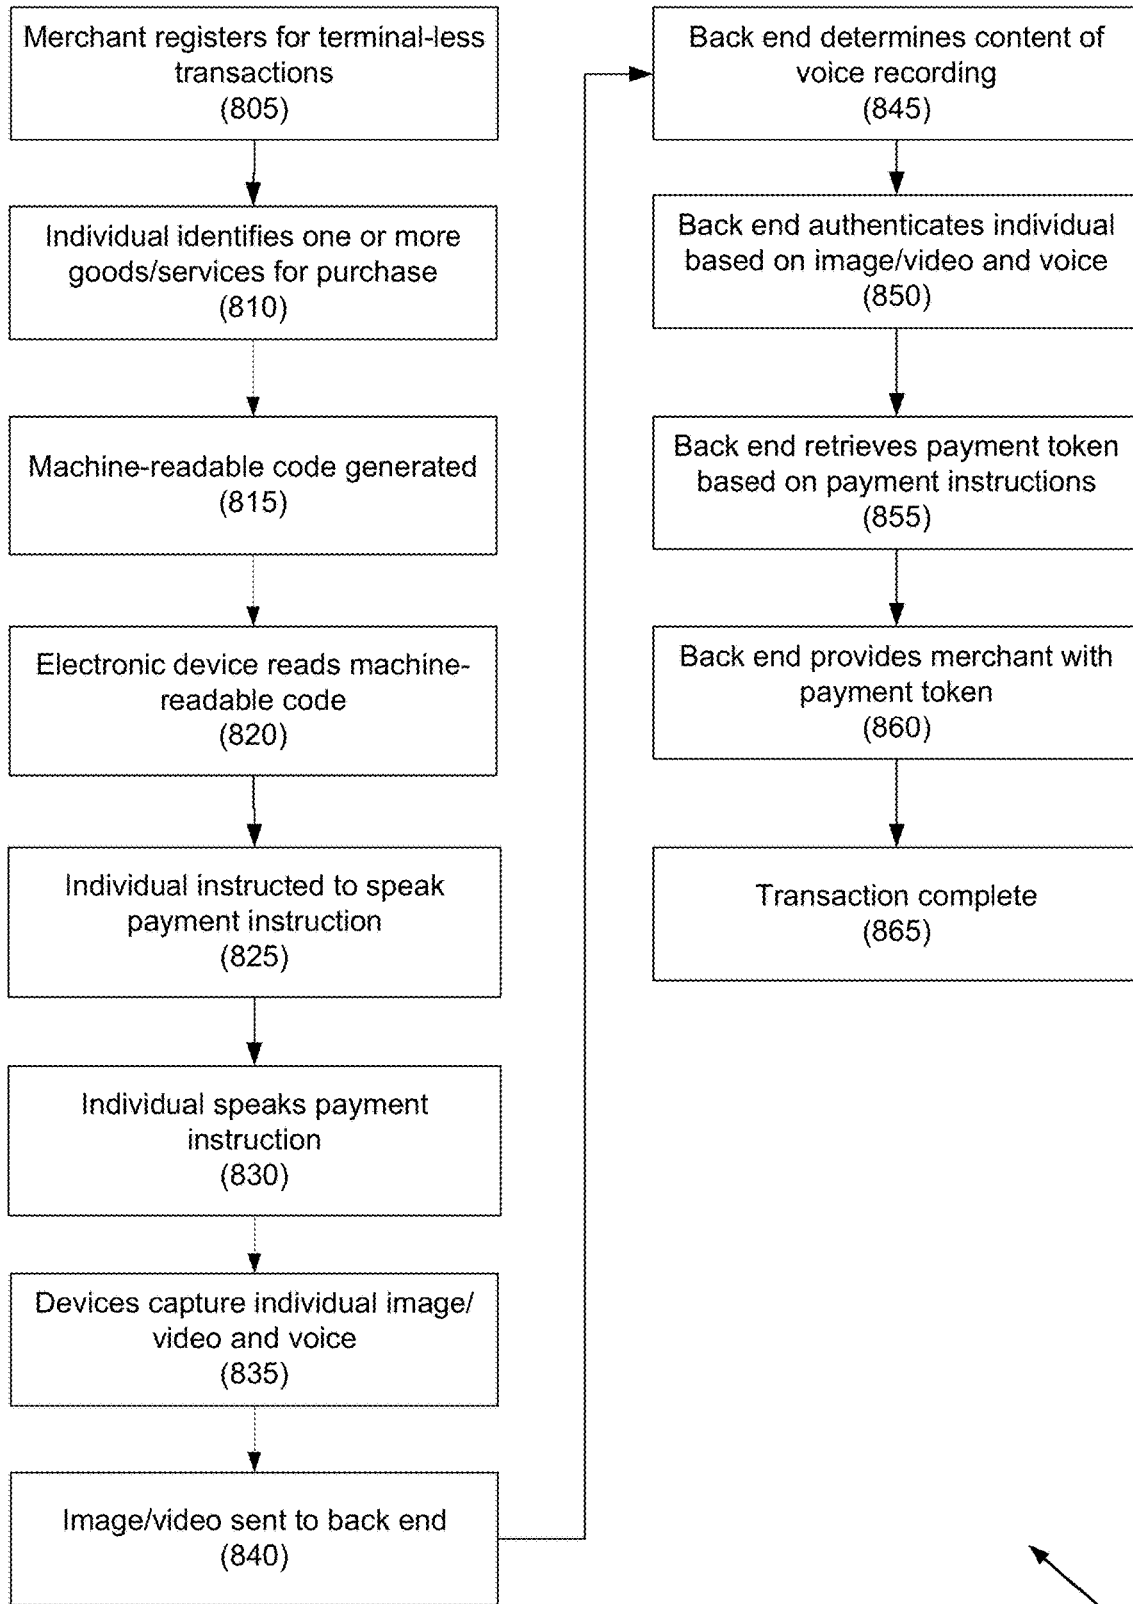 Merchant registers for terminal-less
transactions
(805)
Individual identifies one or more
goods/services for purchase
(810)
Machine-readable code generated
(815)
Electronic device reads machine-
readable code
(820)
Individual instructed to speak
payment instruction
(825)
Individual speaks payment
instruction
(830)
Devices capture individual image/
video and voice
(835)
Image/video sent to back end
(840)
Back end determines content of
voice recording
(845)
Back end authenticates individual
based on image/video and voice
(850)
Back end retrieves payment token
based on payment instructions
(855)
Back end provides merchant with
payment token
(860)
Transaction complete
(865)